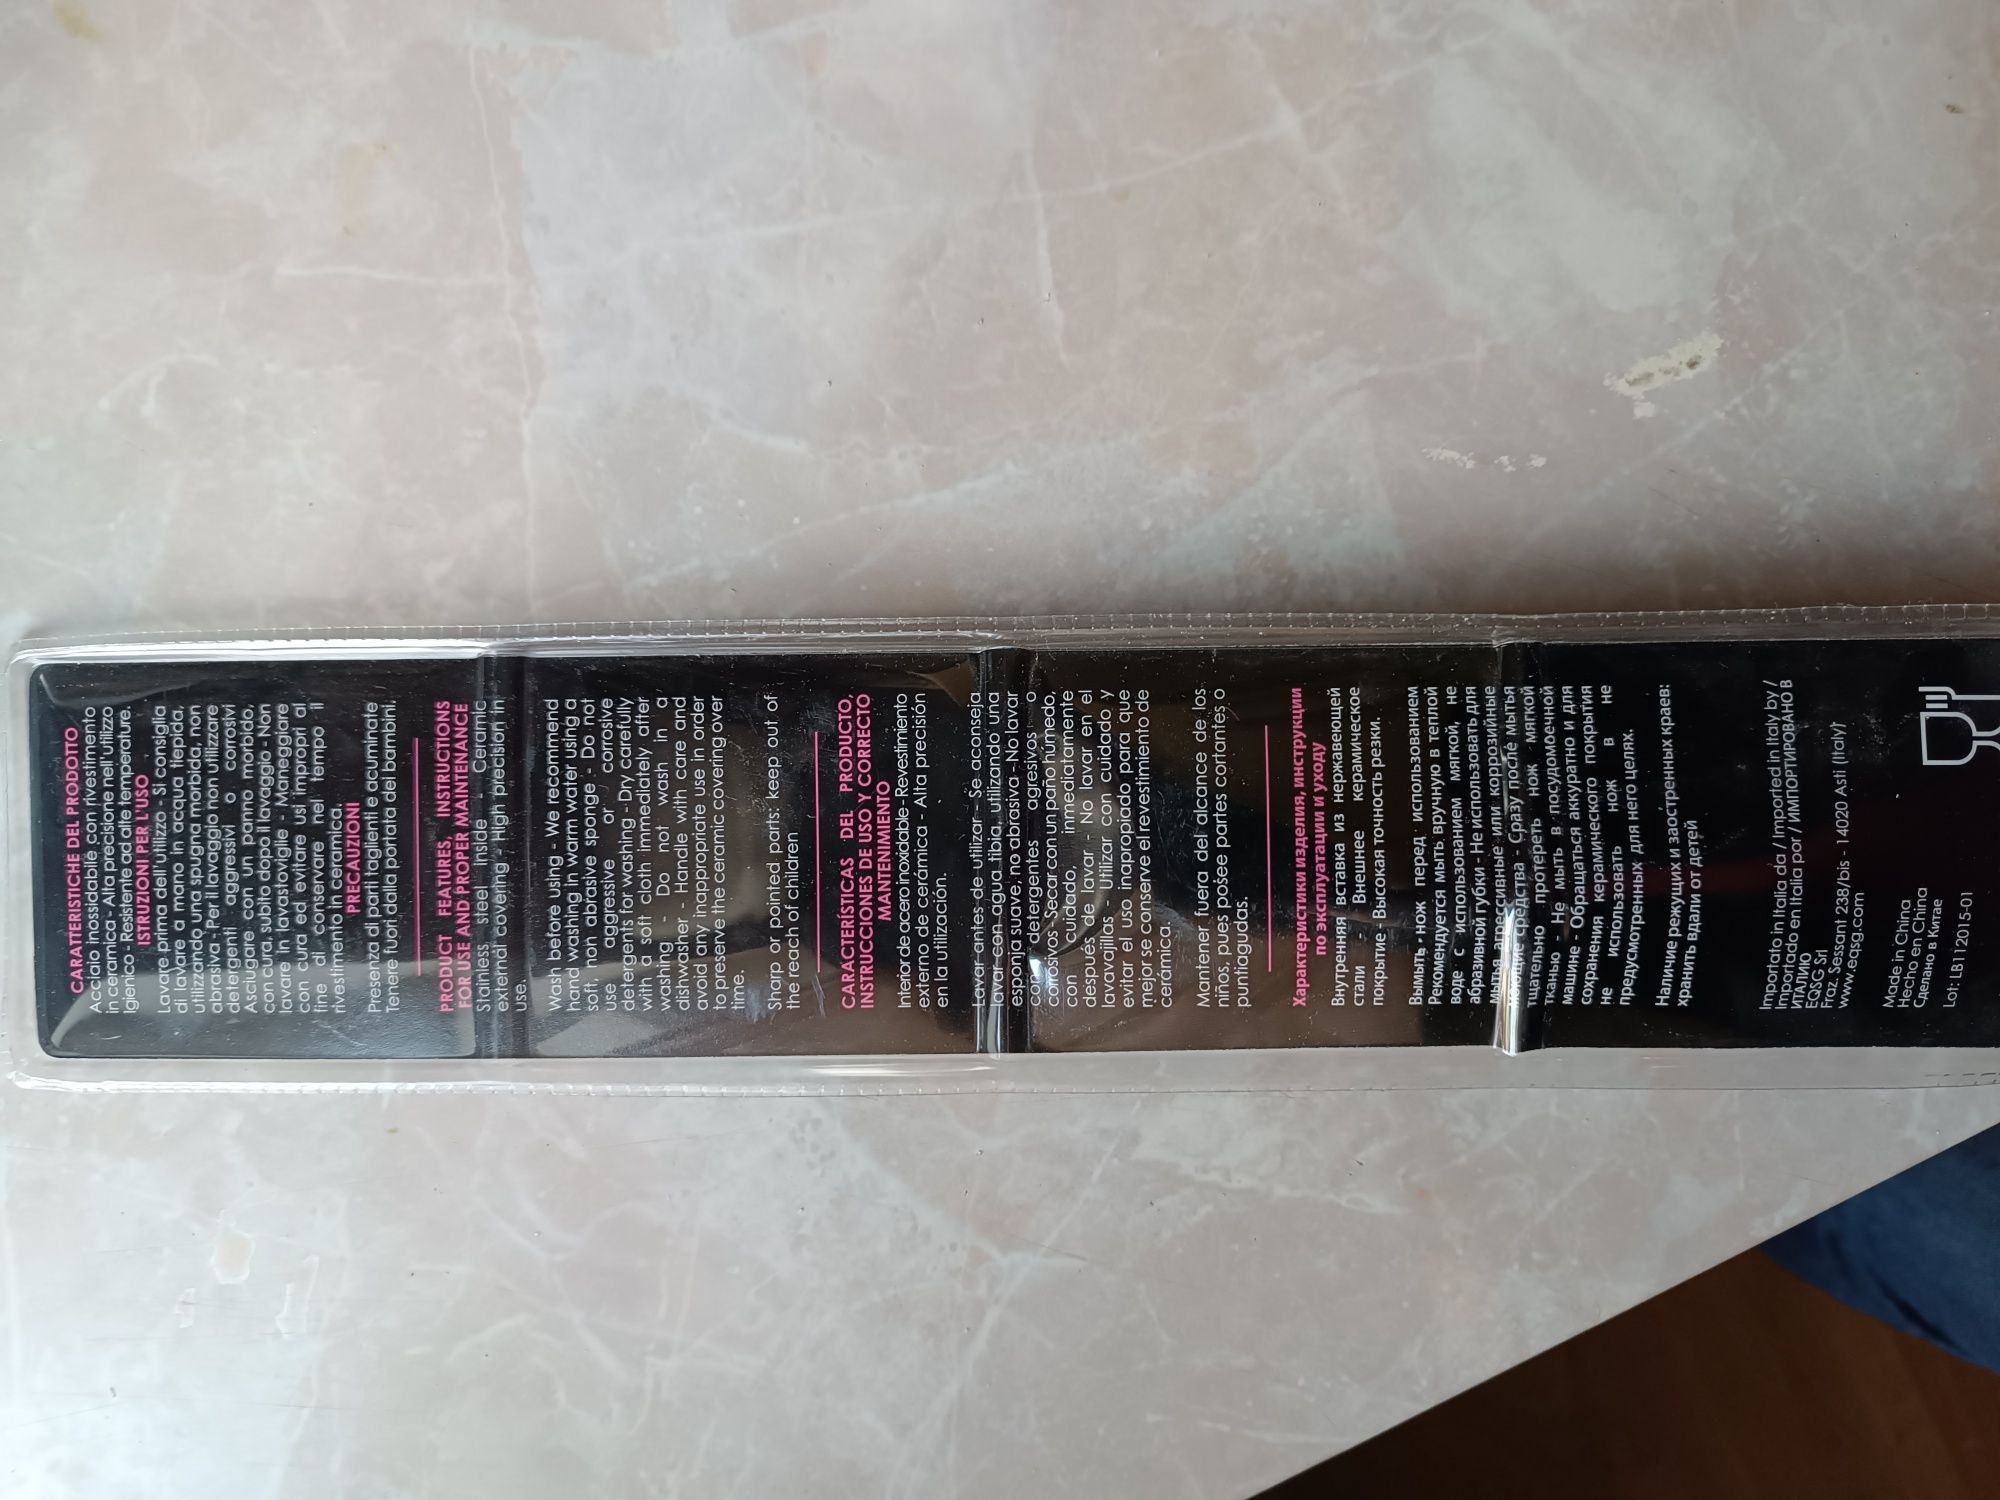 CARATTERISTICHE DEL PRODOTTO
Acciaio inossidabile con rivestimento
in ceramica - Alta precisione nell'utilizzo
Igienico - Resistente ad alte temperature.
ISTRUZIONI PER L'USO
Lavare prima dell'utilizzo - Si consiglia
di lavare a mano in acqua tiepida,
utilizzando una spugna morbida, non
abrasiva - Per il lavaggio non utilizzare
detergenti aggressivi o corrosivi
Asciugare con un panno morbido,
con cura, subito dopo il lavaggio - Non
lavare in lavastoviglie - Maneggiare
con cura ed evitare usi impropri al
fine di conservare nel tempo il
rivestimento in ceramica.
PRECAUZIONI
Presenza di parti taglienti e acuminate
Tenere fuori dalla portata dei bambini.
PRODUCT FEATURES, INSTRUCTIONS
FOR USE AND PROPER MAINTENANCE
Stainless steel inside - Ceramic
external covering - High precision in
use.
Wash before using - We recommend
hand washing in warm water using a
soft, non abrasive sponge - Do not
use aggressive or corrosive
detergents for washing - Dry carefully
with a soft cloth immediately after
washing - Do not wash in a
dishwasher - Handle with care and
avoid any inappropriate use in order
to preserve the ceramic covering over
time.
Sharp or pointed parts: keep out of
the reach of children
CARACTERÍSTICAS DEL PRODUCTO,
INSTRUCCIONES DE USO Y CORRECTO
MANTENIMIENTO
Interior de acero inoxidable - Revestimiento
externo de cerámica - Alta precisión
en la utilización.
Lavar antes de utilizar - Se aconseja
lavar con agua tibia, utilizando una
esponja suave, no abrasiva - No lavar
con detergentes agresivos o
corrosivos - Secar con un paño húmedo,
con cuidado, inmediatamente
después de lavar - No lavar en el
lavavajillas - Utilizar con cuidado y
evitar el uso inapropiado para que
mejor se conserve el revestimiento de
cerámica.
Mantener fuera del alcance de los
niños, pues posee partes cortantes o
puntiagudas.
Характеристики изделия, инструкции
по эксплуатации и уходу
Внутренняя вставка из нержавеющей
стали - Внешнее керамическое
покрытие - Высокая точность резки.
Вымыть нож перед использованием
Рекомендуется мыть вручную в теплой
воде с использованием мягкой, не
абразивной губки - Не использовать для
мытья агрессивные или коррозийные
моющие средства - Сразу после мытья
тщательно протереть нож мягкой
тканью - Не мыть в посудомоечной
машине - Обращаться аккуратно и для
сохранения керамического покрытия
не использовать нож в не
предусмотренных для него целях.
Наличие режущих и заостренных краев:
хранить вдали от детей
Importato in Italia da / Imported in Italy by /
Importado en Italia por / ИМПОРТИРОВАНО В
ИТАЛИЮ
EQSG Srl
Fraz. Sessant 238/bis - 14020 Asti (Italy)
www.eqsg.com
Made in China
Hecho en China
Сделано в Китае
Lot: LB1112015-01